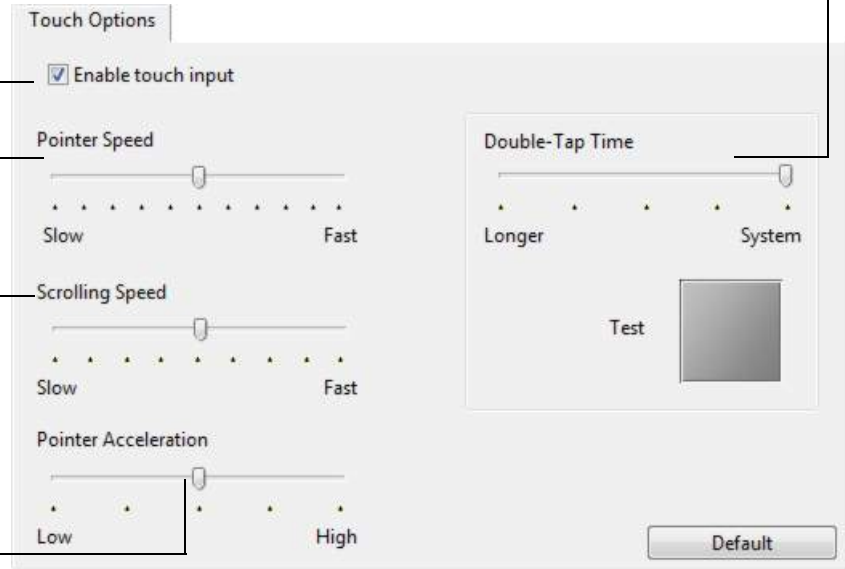 Touch Options
Enable touch input
Pointer Speed
Slow Fast
Scrolling Speed
Slow Fast
Pointer Acceleration
Low High
Double-Tap Time
Longer System
Test
Default